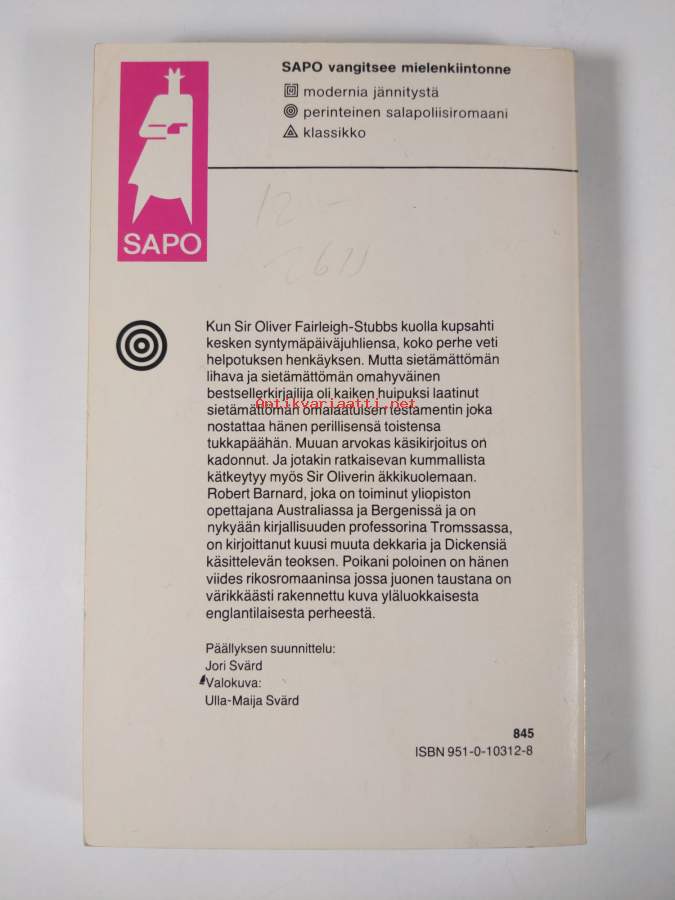 SAPO vangitsee mielenkiintonne
modernia jännitystä
perinteinen salapoliisiromaani
klassikko
SAPO
12 -
Kun Sir Oliver Fairleigh-Stubbs kuolla kupsahti
kesken syntymäpäiväjuhliensa, koko perhe veti
helpotuksen henkäyksen. Mutta sietämättömän
lihava ja sietämättömän omahyväinen
bestsellerkirjailija oli kaiken huipuksi laatinut
sietämättömän omalaatuisen testamentin joka
Antikvariaatti.net
nostattaa hänen perillisensä toistensa
tukkapäähän. Muuan arvokas käsikirjoitus on
kadonnut. Ja jotakin ratkaisevan kummallista
kätkeytyy myös Sir Oliverin äkkikuolemaan.
Robert Barnard, joka on toiminut yliopiston
opettajana Australiassa ja Bergenissä ja on
nykyään kirjallisuuden professorina Tromssassa,
on kirjoittanut kuusi muuta dekkaria ja Dickensiä
käsittelevän teoksen. Poikani poloinen on hänen
viides rikosromaaninsa jossa juonen taustana on
värikkäästi rakennettu kuva yläluokkaisesta
englantilaisesta perheestä.
Päällyksen suunnittelu:
Jori Svärd
Valokuva:
Ulla-Maija Svärd
845
ISBN 951-0-10312-8